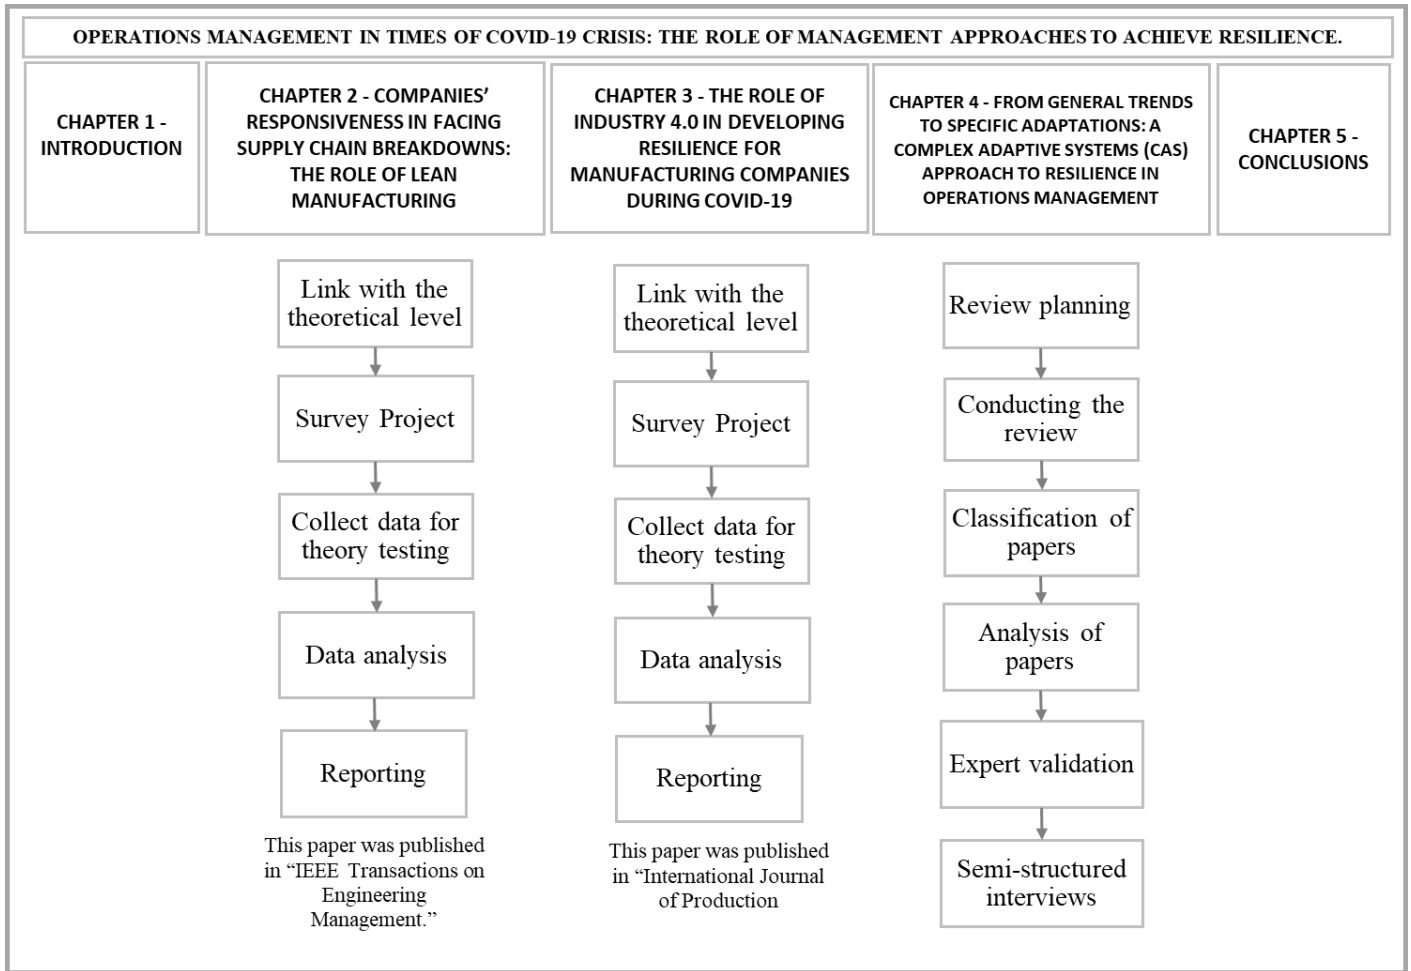 OPERATIONS MANAGEMENT IN TIMES OF COVID-19 CRISIS: THE ROLE OF MANAGEMENT APPROACHES TO ACHIEVE RESILIENCE.
CHAPTER 1 -
INTRODUCTION
CHAPTER 2 - COMPANIES’
RESPONSIVENESS IN FACING
SUPPLY CHAIN BREAKDOWNS:
THE ROLE OF LEAN
MANUFACTURING
CHAPTER 3 - THE ROLE OF
INDUSTRY 4.0 IN DEVELOPING
RESILIENCE FOR
MANUFACTURING COMPANIES
DURING COVID-19
CHAPTER 4 - FROM GENERAL TRENDS
TO SPECIFIC ADAPTATIONS: A
COMPLEX ADAPTIVE SYSTEMS (CAS)
APPROACH TO RESILIENCE IN
OPERATIONS MANAGEMENT
CHAPTER 5 -
CONCLUSIONS
Link with the
theoretical level
Survey Project
Collect data for
theory testing
Data analysis
Reporting
This paper was published
in “IEEE Transactions on
Engineering
Management.”
Link with the
theoretical level
Survey Project
Collect data for
theory testing
Data analysis
Reporting
This paper was published
in “International Journal
of Production
Review planning
Conducting the
review
Classification of
papers
Analysis of
papers
Expert validation
Semi-structured
interviews